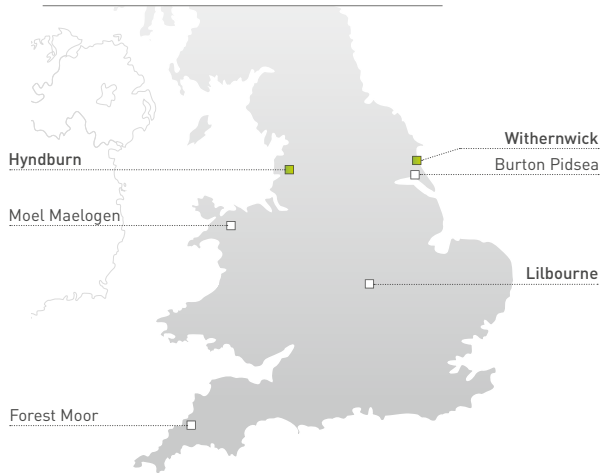 Withernwick
Hyndburn
Burton Pidsea
Moel Maelogen
Lilbourne
Forest Moor